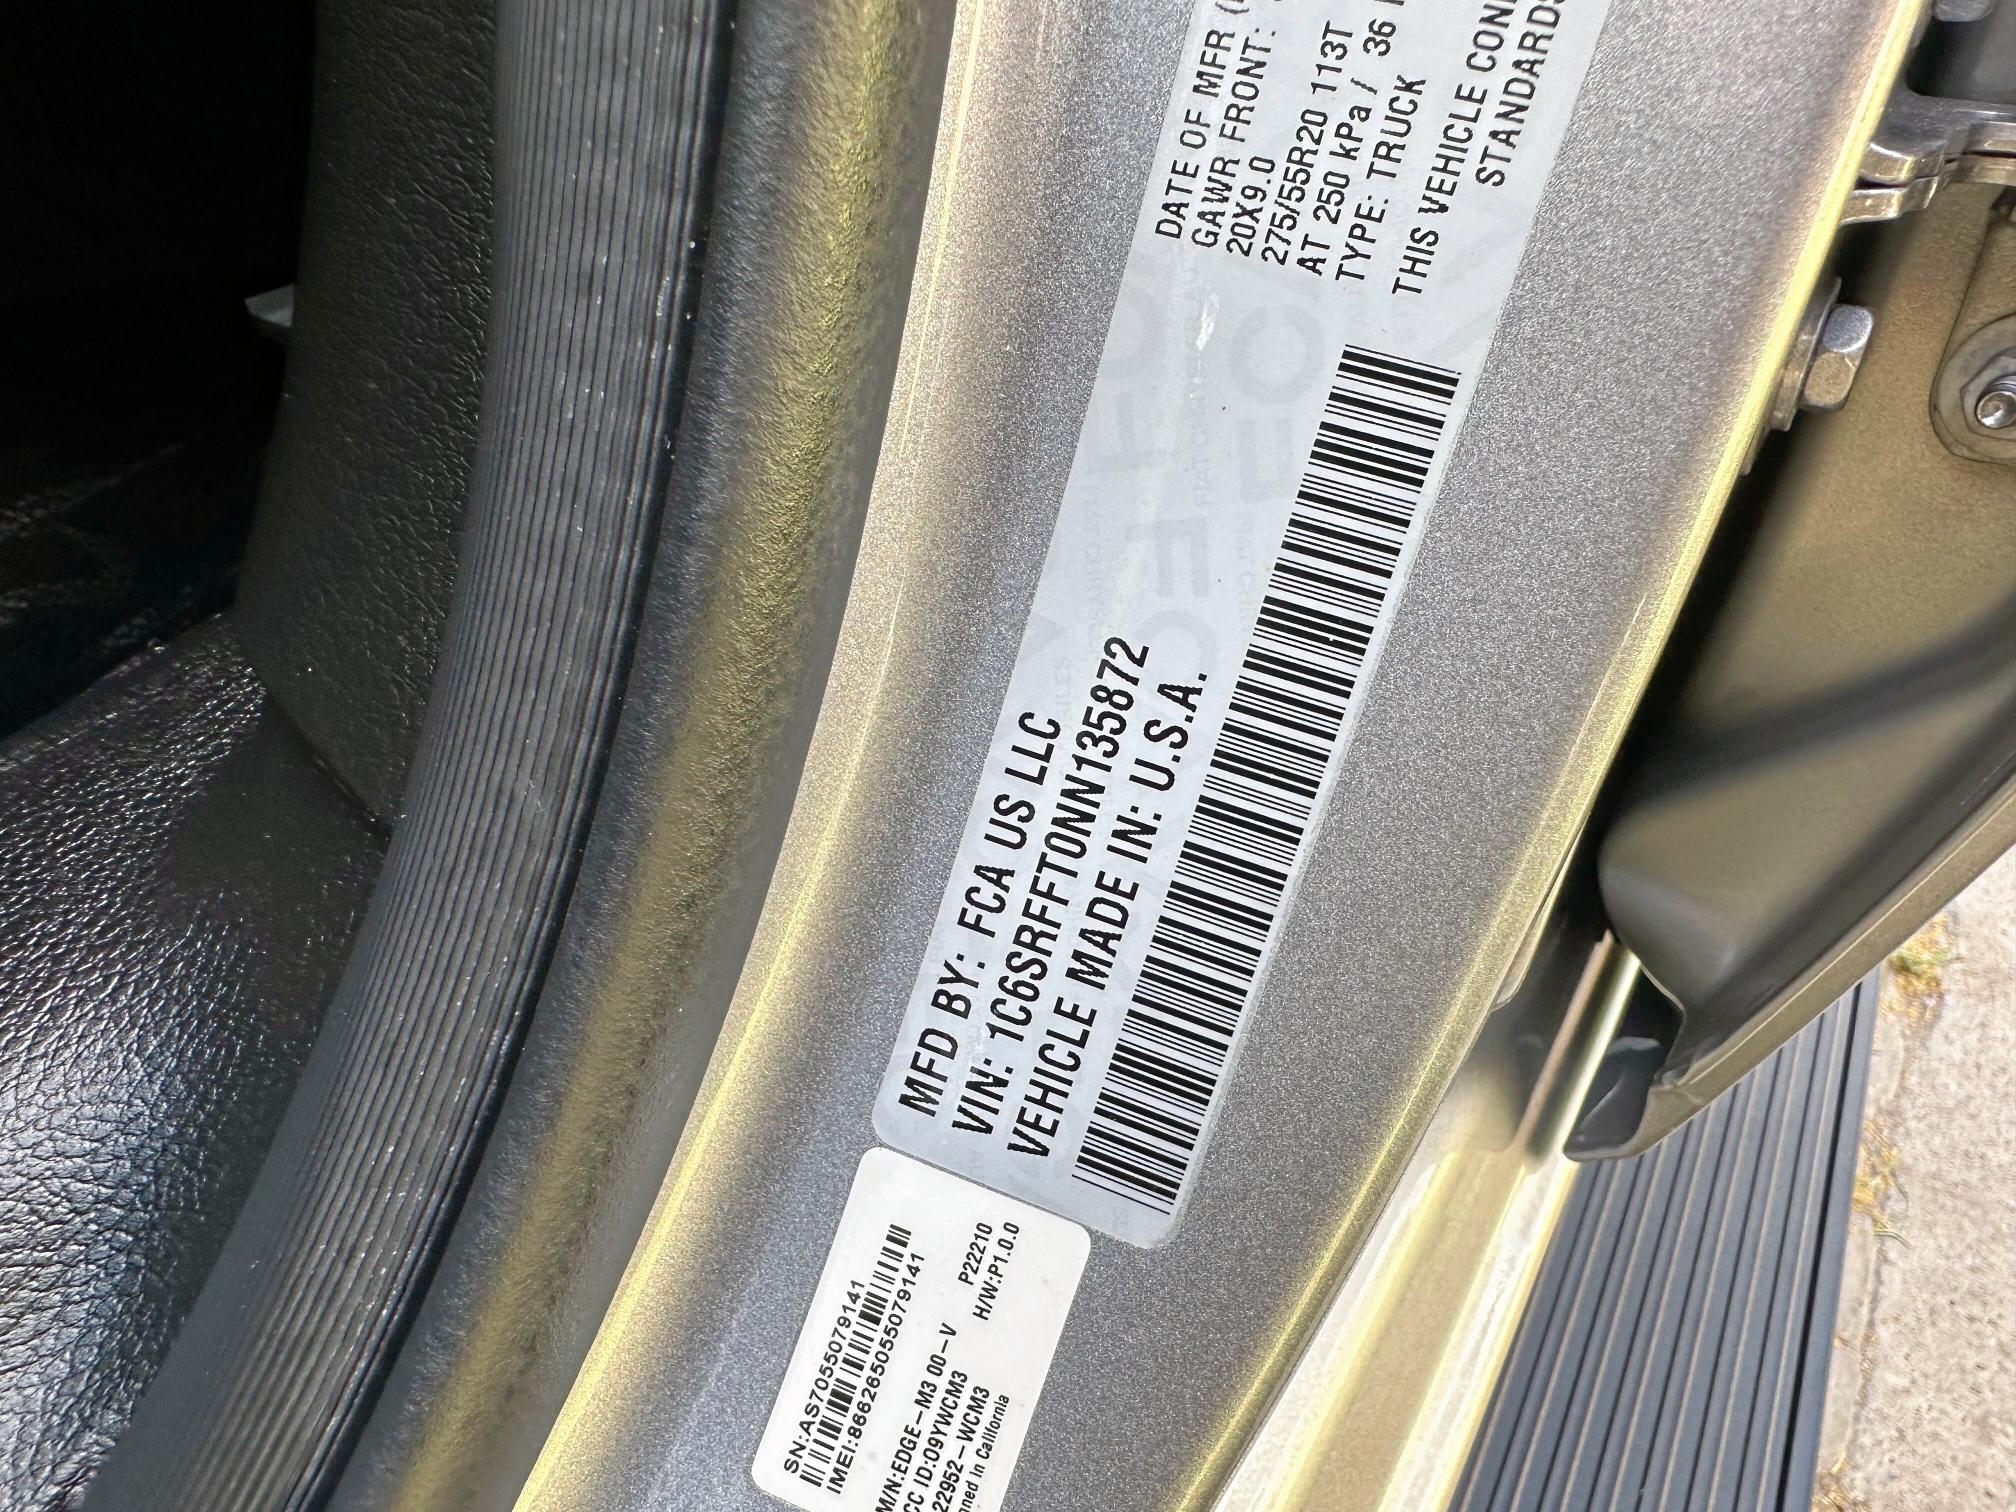 MFD BY: FCA US LLC
VIN: 1C6SRFFT0NN135872
VEHICLE MADE IN: U.S.A.
DATE OF MFR
GAWR FRONT:
20X9.0
275/55R20 113T
AT 250 kPa / 36
TYPE: TRUCK
THIS VEHICLE
STANDARDS
SN:AS7055079141
IMEI:866265055079141
M/N:EDGE-M3 00-V P22210
ID:O9YWCM3 H/W:P1.0.0
22952-WCM3
in California